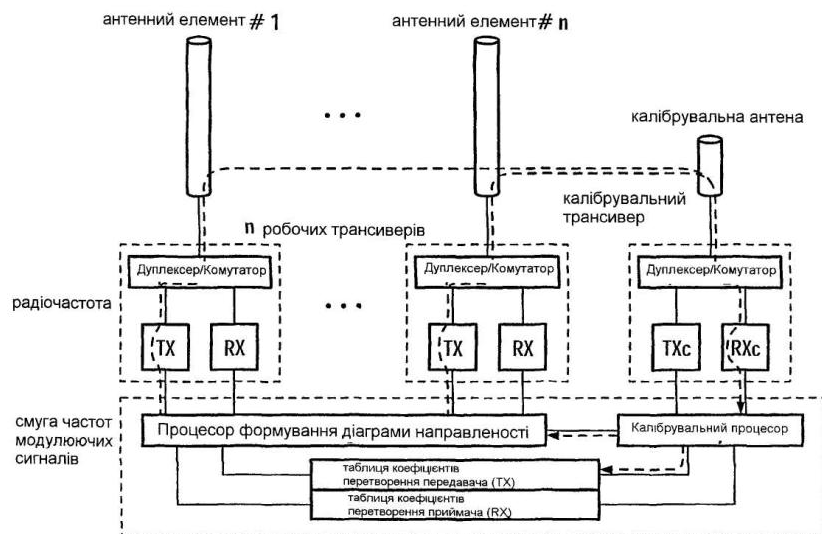 антенний елемент # 1
антенний елемент # n
калібрувальна антена
калібрувальний
трансивер
n робочих трансиверів
Дуплексер/Комутатор
Дуплексер/Комутатор
Дуплексер/Комутатор
радіочастота
TX
RX
TX
RX
TXc
RXc
смуга частот
модулюючих
сигналів
Процесор формування діаграми направленості
Калібрувальний процесор
таблиця коефіцієнтів
перетворення передавача (TX)
таблиця коефіцієнтів
перетворення приймача (RX)